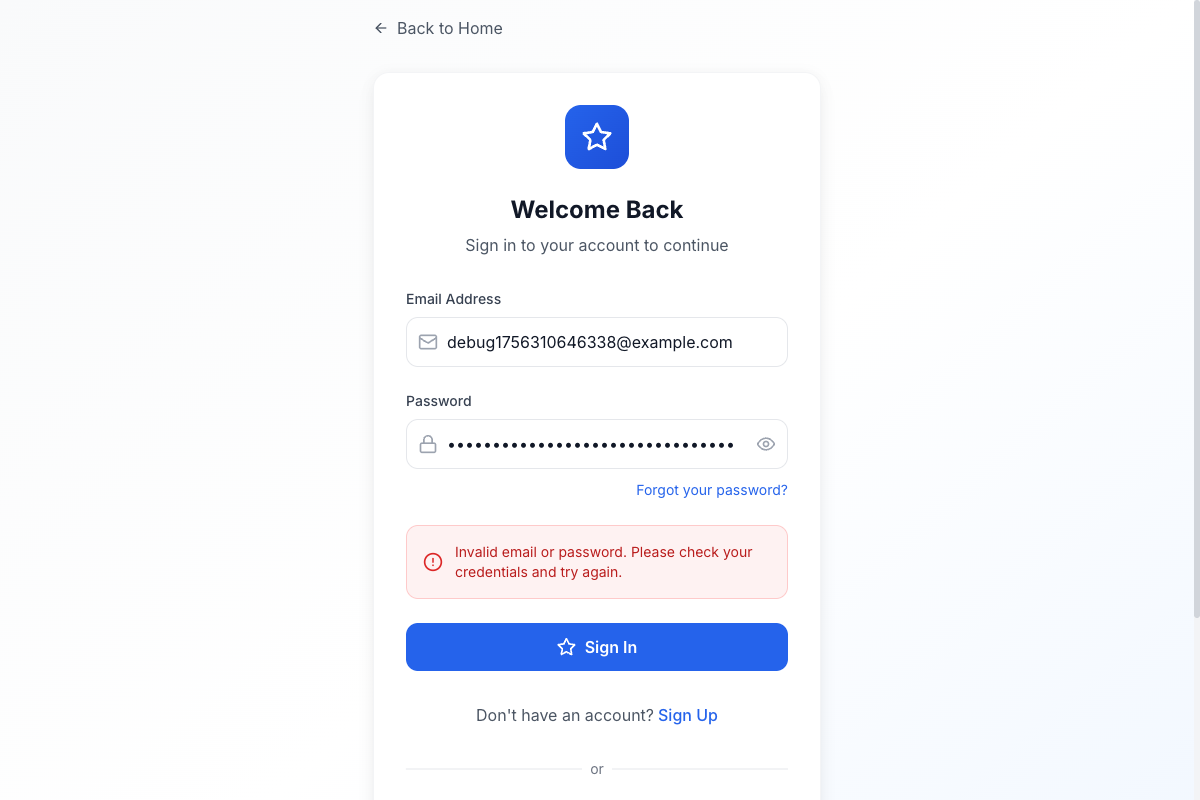 Back to Home
Welcome Back
Sign in to your account to continue
Email Address
debug1756310646338@example.com
Password
••••••••••••••••••••••••••••••••
Forgot your password?
Invalid email or password. Please check your
credentials and try again.
Sign In
Don't have an account? Sign Up
or